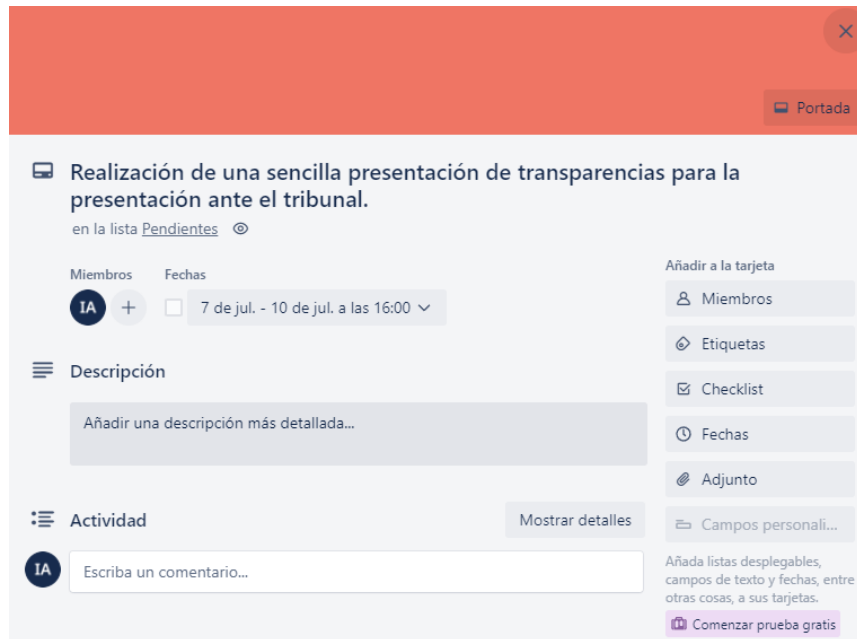 Portada
Realización de una sencilla presentación de transparencias para la
presentación ante el tribunal.
en la lista Pendientes
Miembros
Fechas
IA
7 de jul. - 10 de jul. a las 16:00
Descripción
Añadir una descripción más detallada...
Actividad
Mostrar detalles
IA
Escriba un comentario...
Añadir a la tarjeta
Miembros
Etiquetas
Checklist
Fechas
Adjunto
Campos personali...
Añada listas desplegables,
campos de texto y fechas, entre
otras cosas, a sus tarjetas.
Comenzar prueba gratis